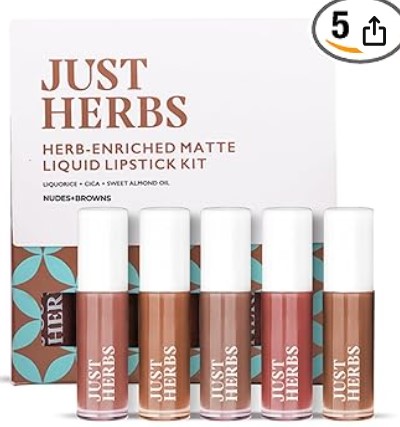 5
JUST
HERBS
HERB-ENRICHED MATTE
LIQUID LIPSTICK KIT
LIQUORICE • CICA • SWEET ALMOND OIL
NUDES+BROWNS
HER
JUST
HERBS
JUST
HERBS
JUST
HERBS
JUST
HERBS
JUST
HERBS